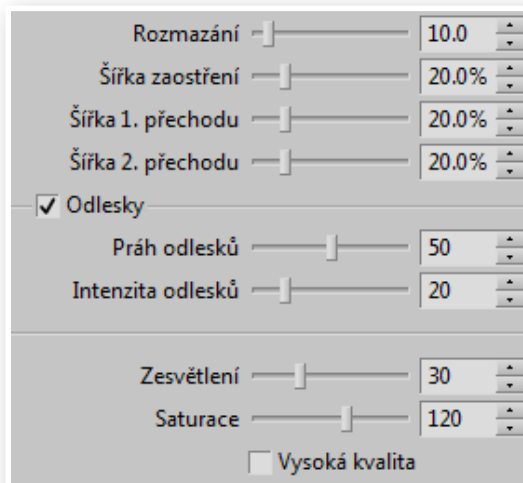 Rozmazání 10.0
Šířka zaostření 20.0%
Šířka 1. přechodu 20.0%
Šířka 2. přechodu 20.0%
Odlesky
Práh odlesků 50
Intenzita odlesků 20
Zesvětlení 30
Saturace 120
Vysoká kvalita